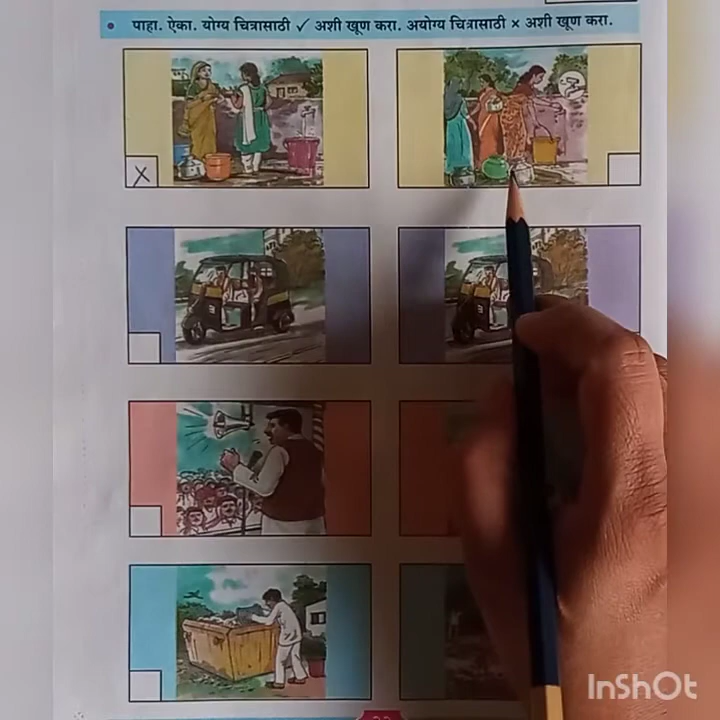 • पाहा. ऐका. योग्य चित्रासाठी ✓ अशी खूण करा. अयोग्य चित्रासाठी × अशी खूण करा.
×
InShOt